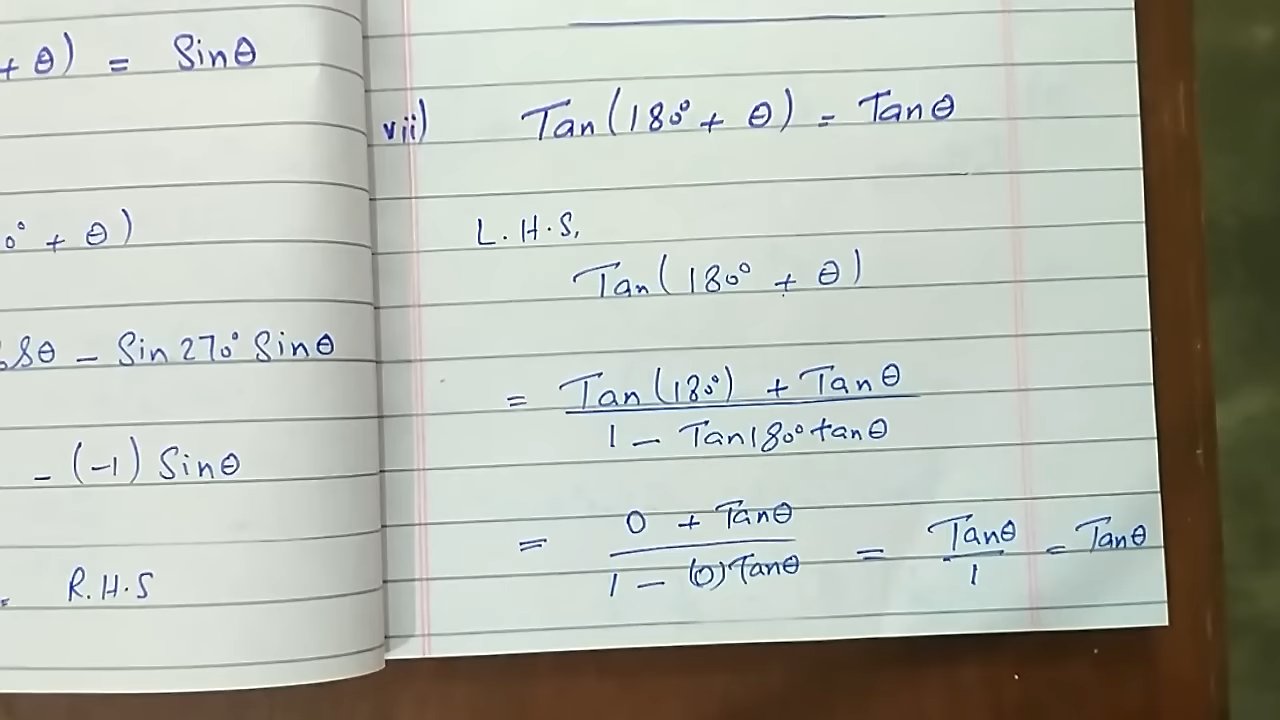 + θ) = Sinθ
0° + θ)
sθ – Sin 270° Sinθ
– (-1) Sinθ
= R.H.S
vii) Tan(180° + θ) = Tanθ
L.H.S,
Tan(180° + θ)
= Tan(180°) + Tanθ
1 – Tan180° tanθ
= 0 + Tanθ = Tanθ = Tanθ
1 – (0)Tanθ 1